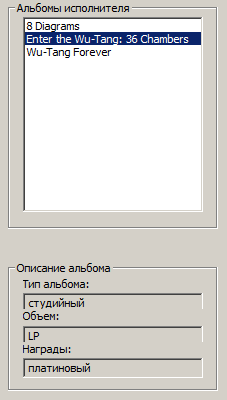 Альбомы исполнителя
8 Diagrams
Enter the Wu-Tang: 36 Chambers
Wu-Tang Forever
Описание альбома
Тип альбома:
студийный
Объем:
LP
Награды:
платиновый